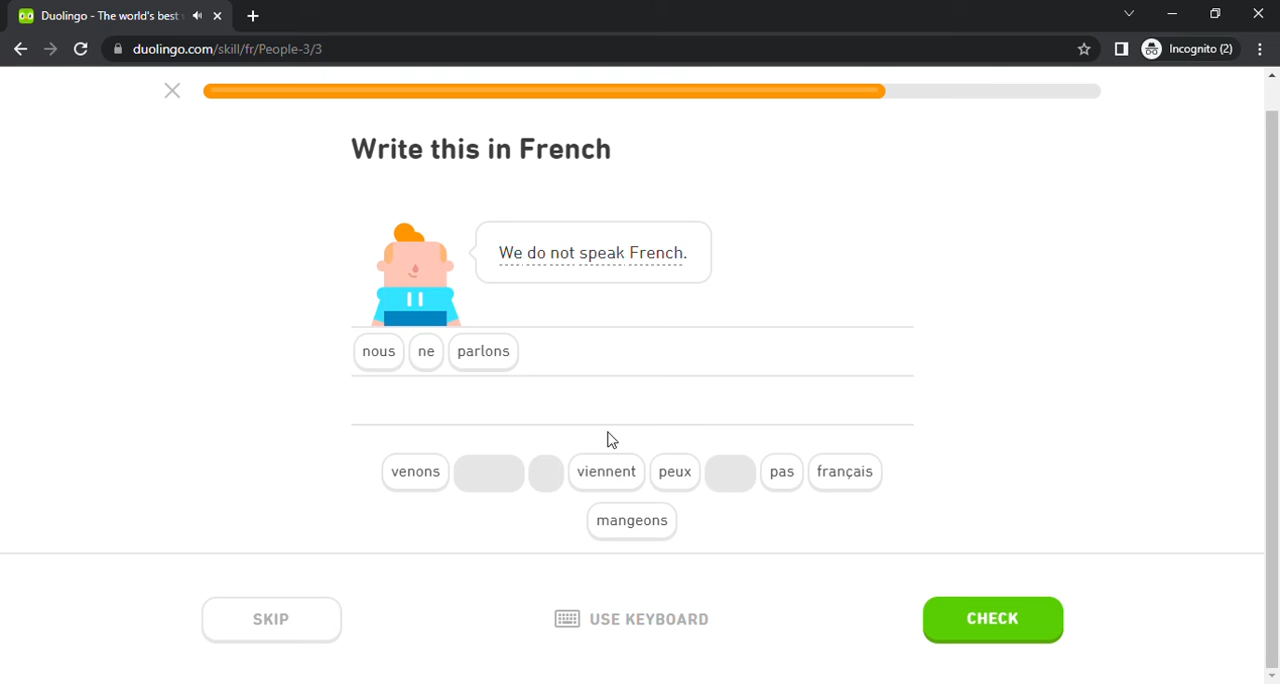 Duolingo - The world's best
duolingo.com/skill/fr/People-3/3
Incognito (2)
Write this in French
We do not speak French.
nous ne parlons
venons viennent peux pas français
mangeons
SKIP USE KEYBOARD CHECK